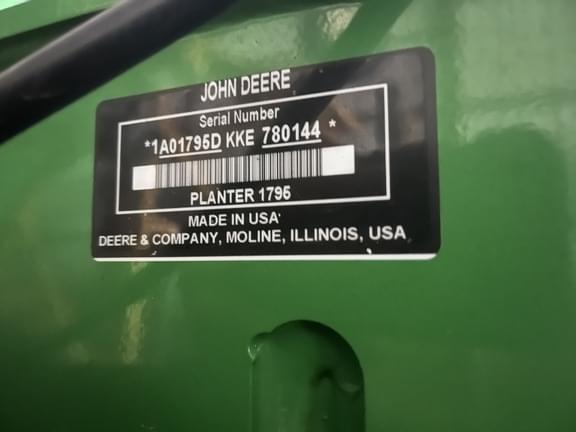 JOHN DEERE
Serial Number
*1A01795D KKE 780144 *
PLANTER 1795
MADE IN USA
DEERE & COMPANY, MOLINE, ILLINOIS, USA